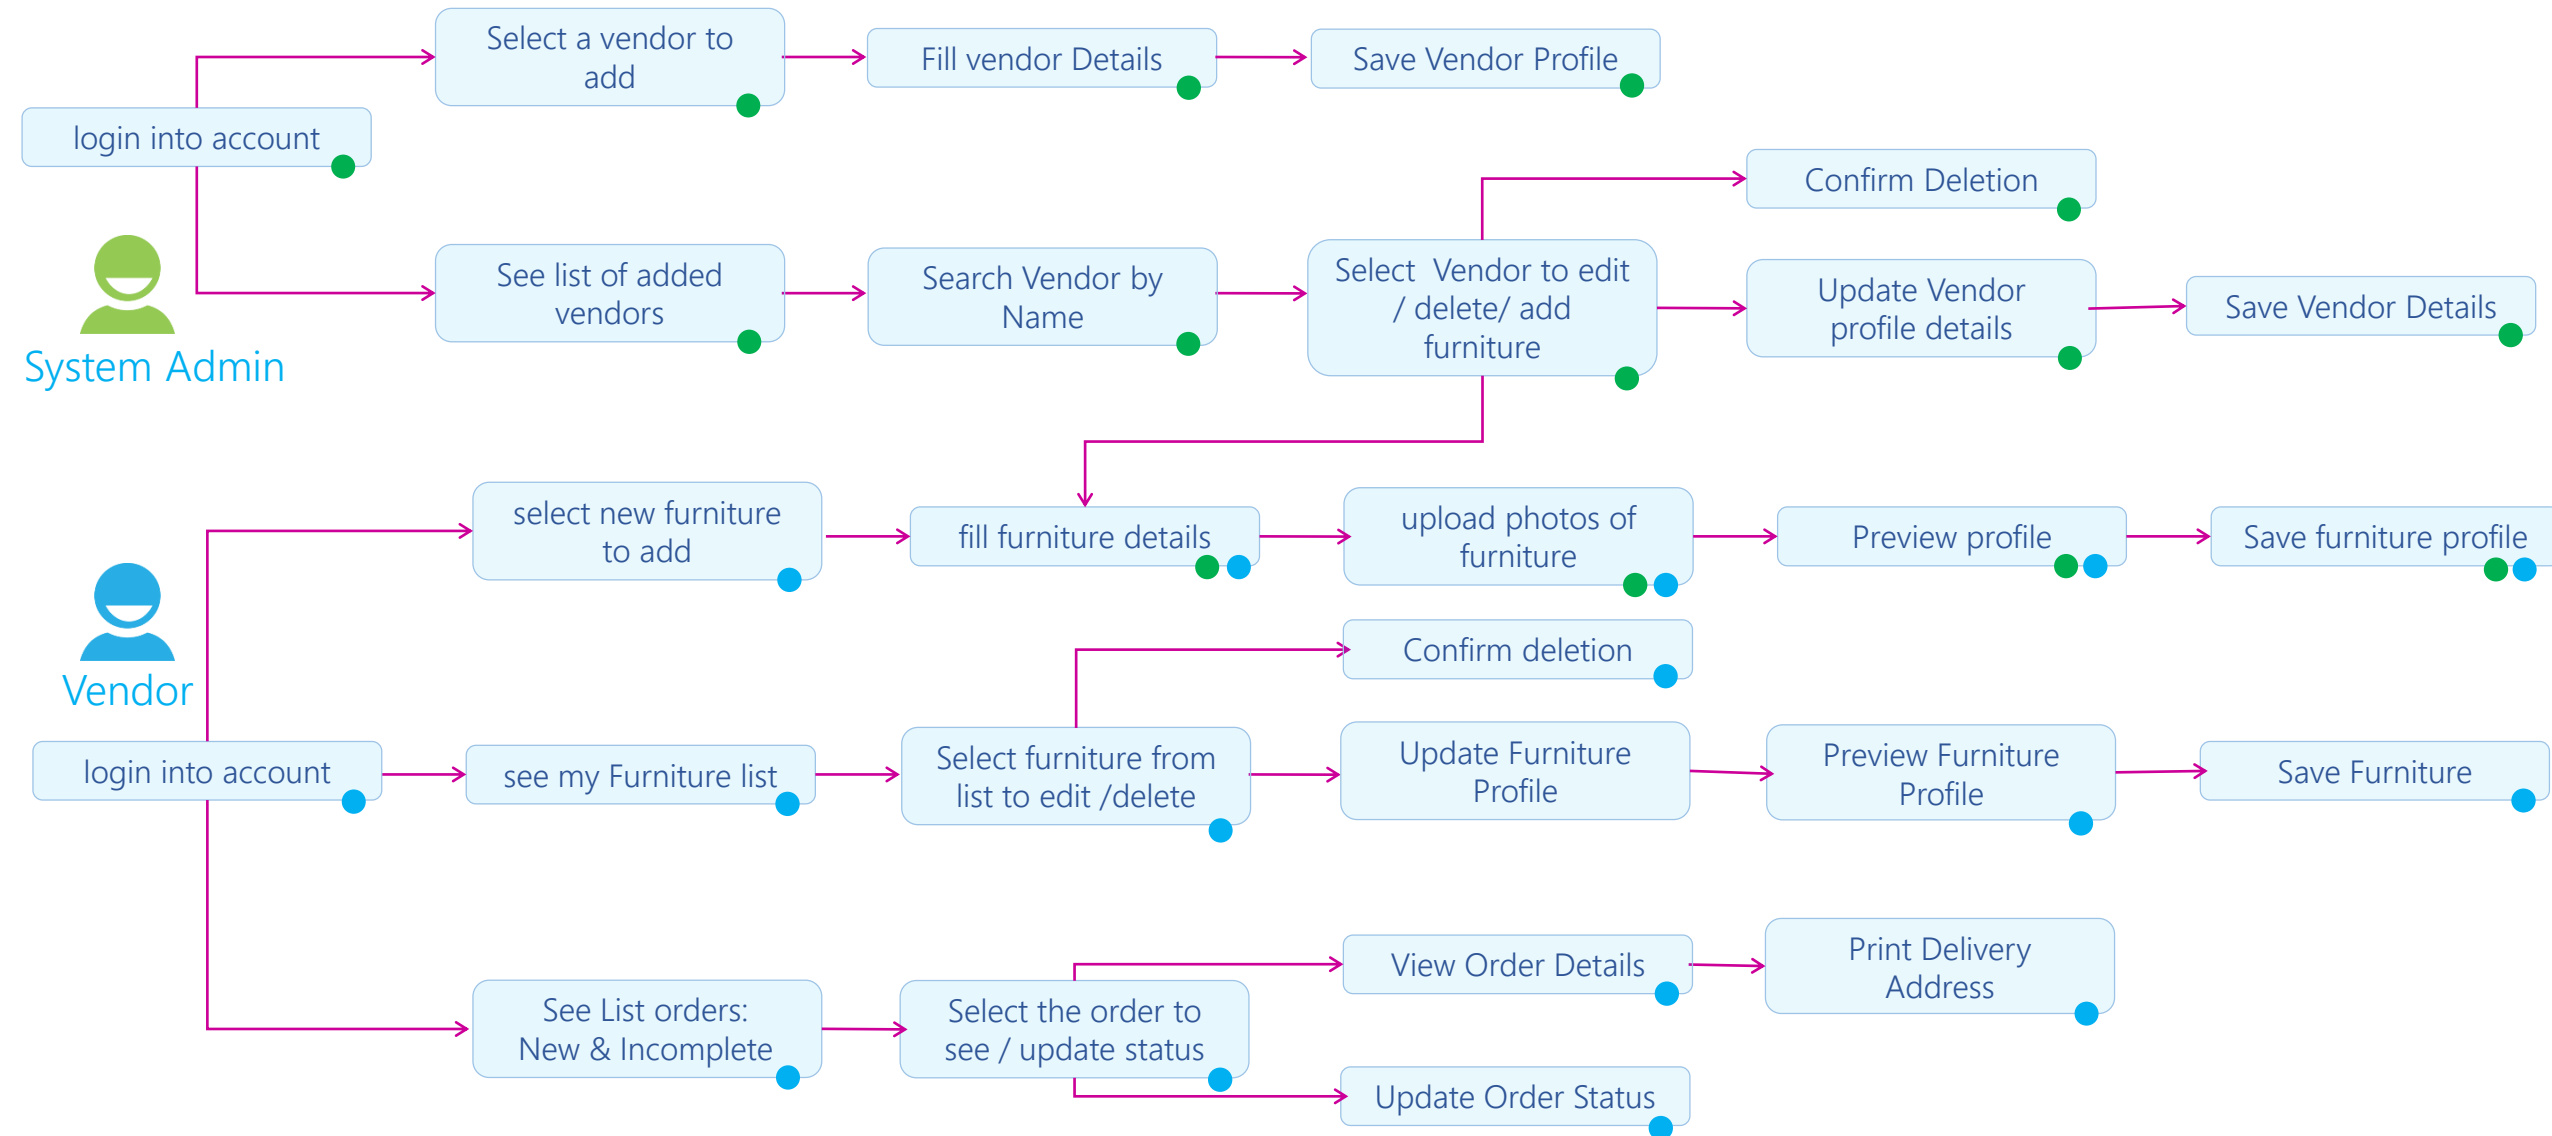 Select a vendor to
add
Fill vendor Details
Save Vendor Profile
login into account
Confirm Deletion
See list of added
vendors
Search Vendor by
Name
Select  Vendor to edit
/ delete/ add
furniture
Update Vendor
profile details
Save Vendor Details
System Admin
select new furniture
to add
fill furniture details
upload photos of
furniture
Preview profile
Save furniture profile
Confirm deletion
Vendor
login into account
see my Furniture list
Select furniture from
list to edit /delete
Update Furniture
Profile
Preview Furniture
Profile
Save Furniture
View Order Details
Print Delivery
Address
See List orders:
New & Incomplete
Select the order to
see / update status
Update Order Status